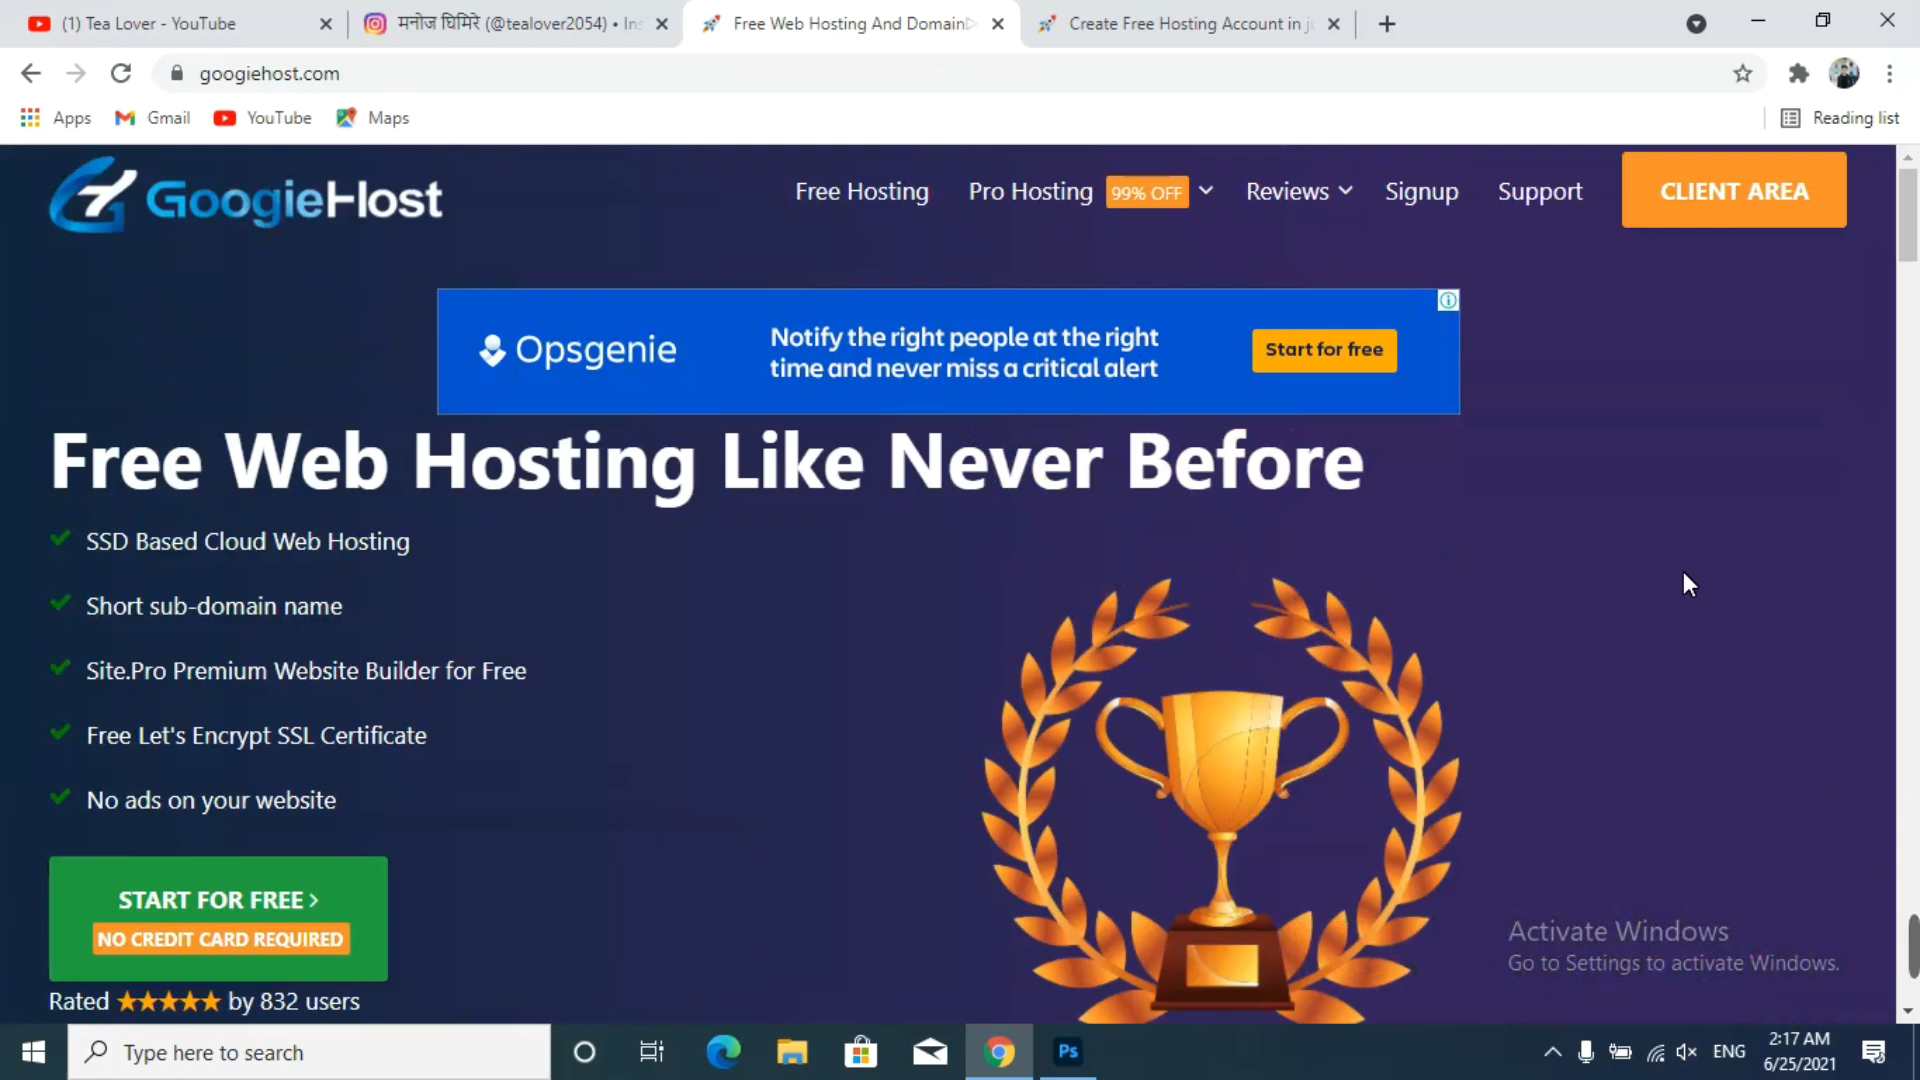 (1) Tea Lover - YouTube
मनोज घिमिरे (@tealover2054) • Ins
Free Web Hosting And Domain
Create Free Hosting Account in ju
googiehost.com
Apps
Gmail
YouTube
Maps
Reading list
GoogieHost
Free Hosting
Pro Hosting
99% OFF
Reviews
Signup
Support
CLIENT AREA
Opsgenie
Notify the right people at the right
time and never miss a critical alert
Start for free
Free Web Hosting Like Never Before
SSD Based Cloud Web Hosting
Short sub-domain name
Site.Pro Premium Website Builder for Free
Free Let's Encrypt SSL Certificate
No ads on your website
START FOR FREE >
NO CREDIT CARD REQUIRED
Rated ★★★★★ by 832 users
Activate Windows
Go to Settings to activate Windows.
Type here to search
Ps
ENG
2:17 AM
6/25/2021